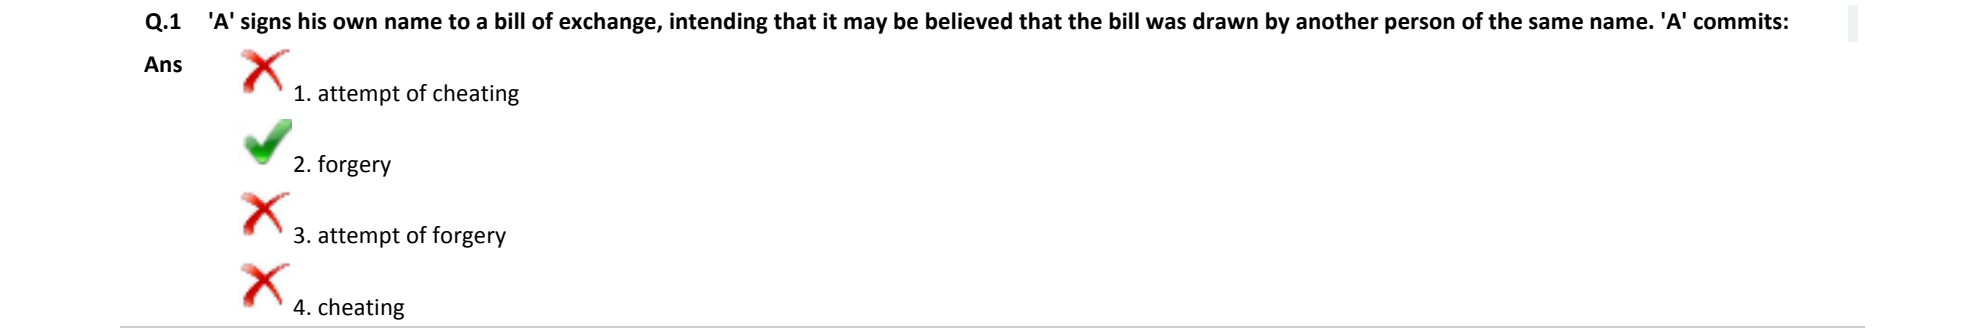 Q.1 'A' signs his own name to a bill of exchange, intending that it may be believed that the bill was drawn by another person of the same name. 'A' commits:
Ans
1. attempt of cheating
2. forgery
3. attempt of forgery
4. cheating